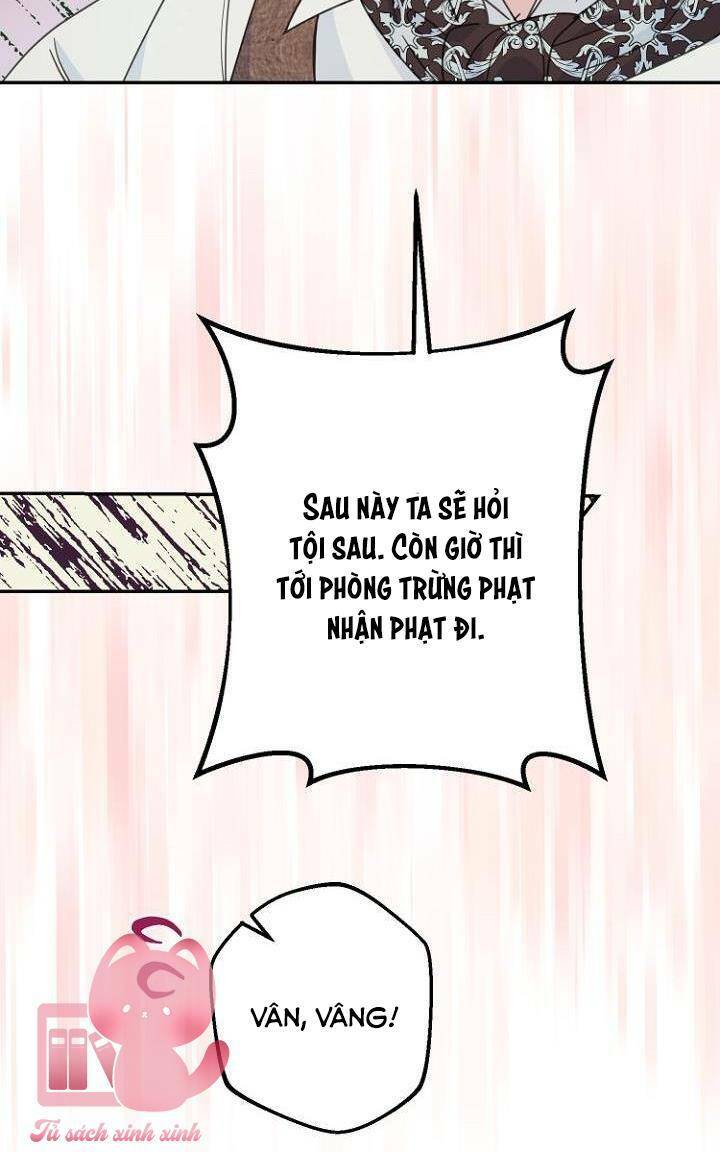 SAU NÀY TA SẼ HỎI
TỘI SAU. CÒN GIỜ THÌ
TỚI PHÒNG TRỪNG PHẠT
NHẬN PHẠT ĐI.
VÂN, VÂNG!
Tủ sách xinh xinh